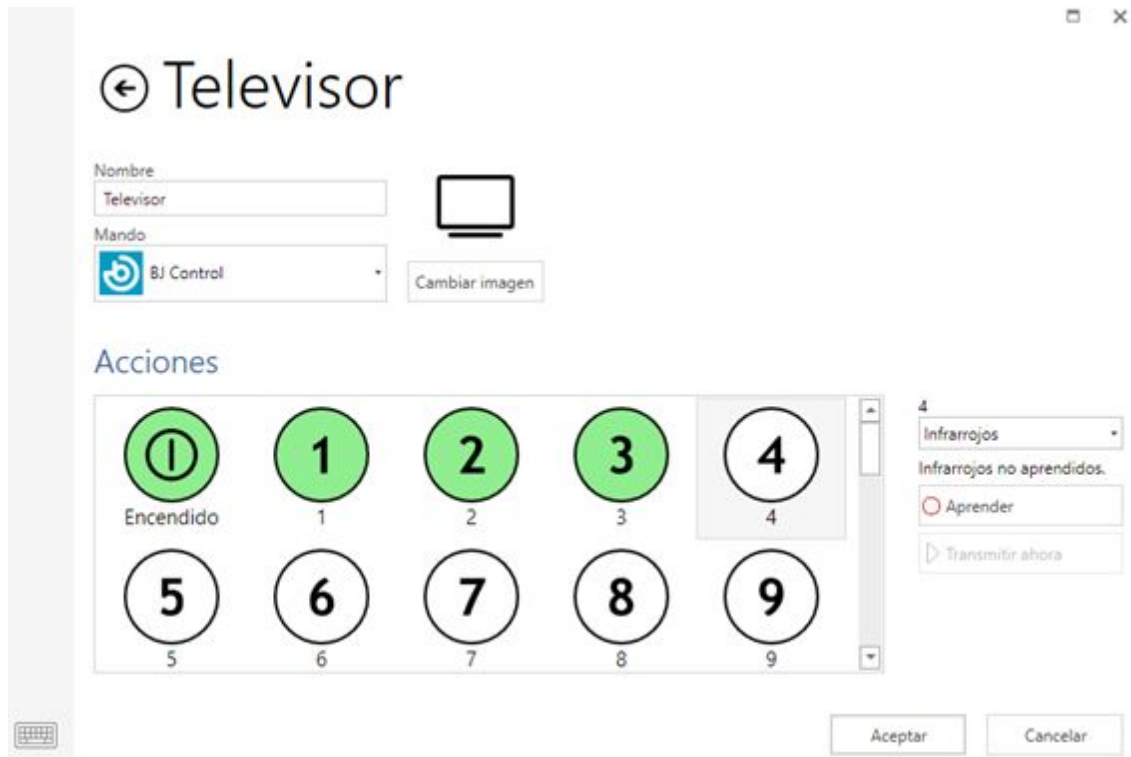 Televisor
Nombre
Televisor
Mando
BJ Control
Cambiar imagen
Acciones
1 2 3 4
Encendido 1 2 3 4
5 6 7 8 9
5 6 7 8 9
4
Infrarrojos
Infrarrojos no aprendidos.
Aprender
Transmitir ahora
Aceptar Cancelar